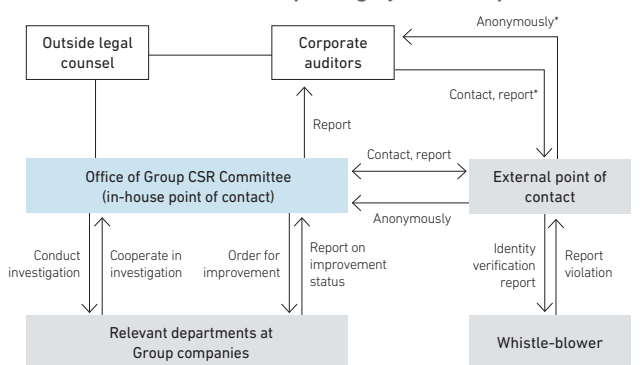 Anonymously*
Outside legal
counsel
Corporate
auditors
Contact, report*
Report
Contact, report
Office of Group CSR Committee
(in-house point of contact)
External point of
contact
Anonymously
Conduct
investigation
Cooperate in
investigation
Order for
improvement
Report on
improvement
status
Identity
verification
report
Report
violation
Relevant departments at
Group companies
Whistle-blower